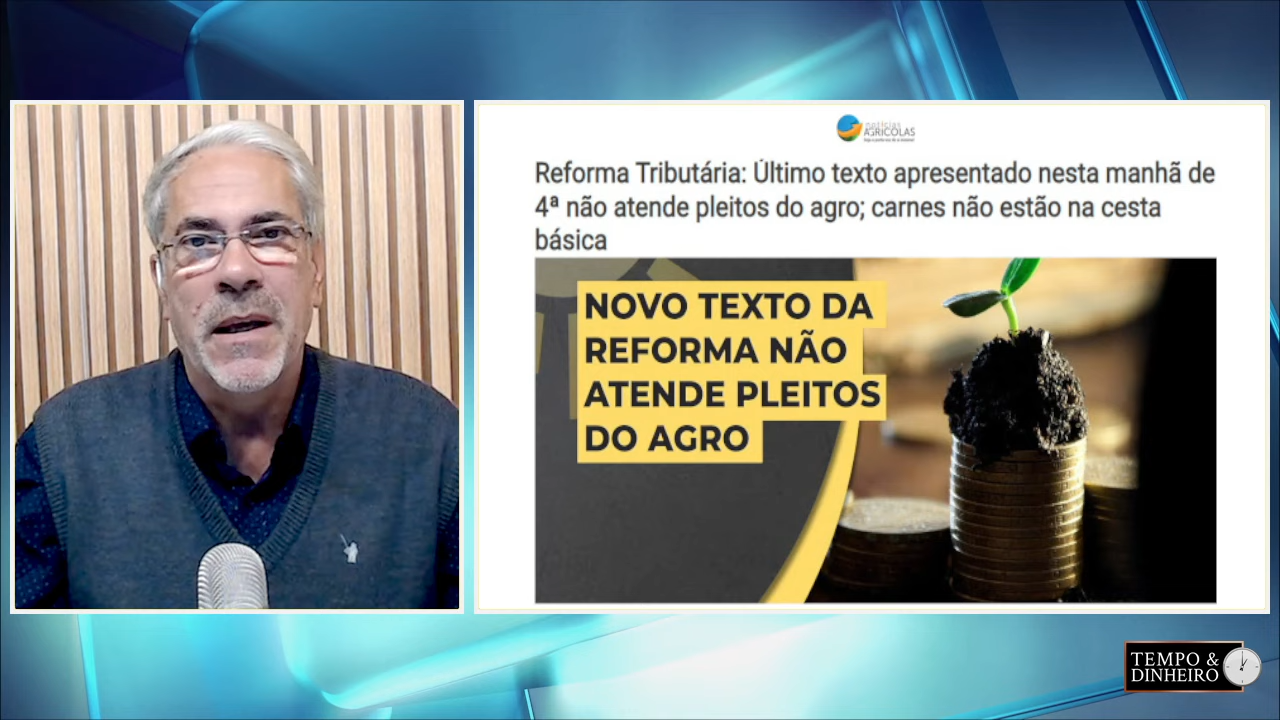 notícias
AGRÍCOLAS
Reforma Tributária: Último texto apresentado nesta manhã de
4ª não atende pleitos do agro; carnes não estão na cesta
básica
NOVO TEXTO DA
REFORMA NÃO
ATENDE PLEITOS
DO AGRO
TEMPO &
DINHEIRO